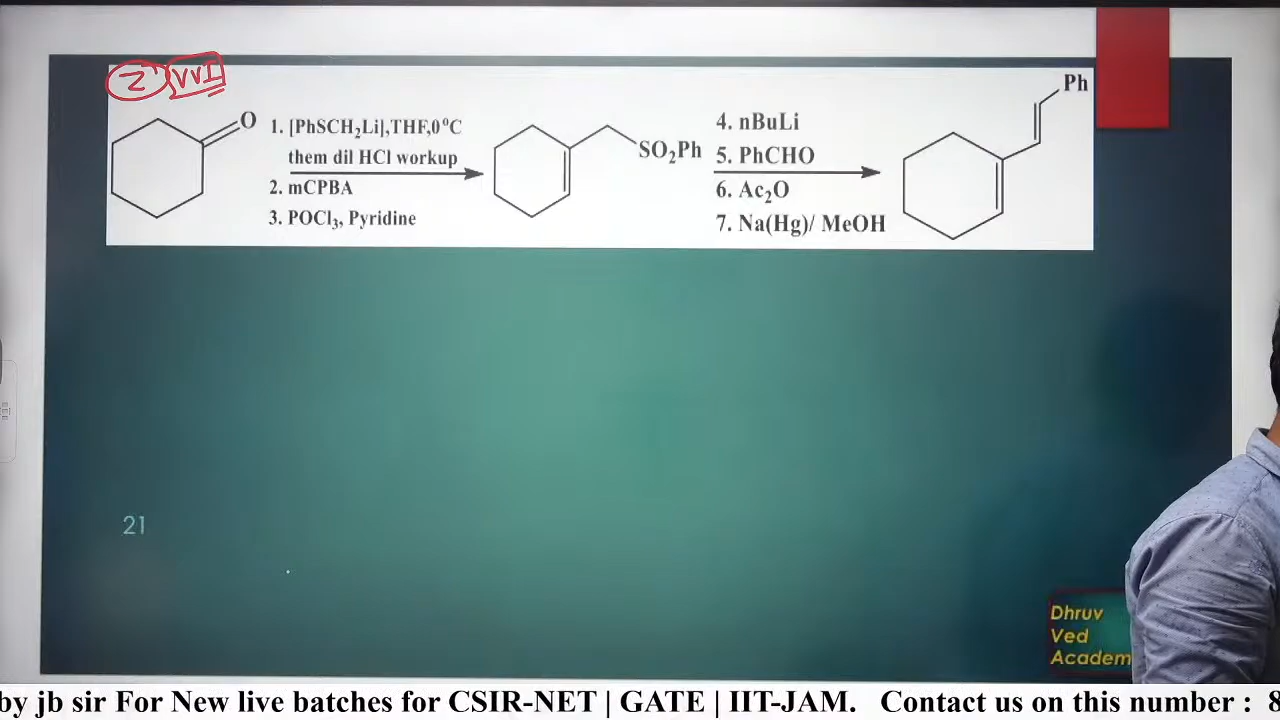 2 VVI
O
1. [PhSCH₂Li],THF,0°C
them dil HCl workup
2. mCPBA
3. POCl₃, Pyridine
SO₂Ph
4. nBuLi
5. PhCHO
6. Ac₂O
7. Na(Hg)/ MeOH
Ph
21
Dhruv
Ved
Academ
by jb sir For New live batches for CSIR-NET | GATE | IIT-JAM. Contact us on this number : 8